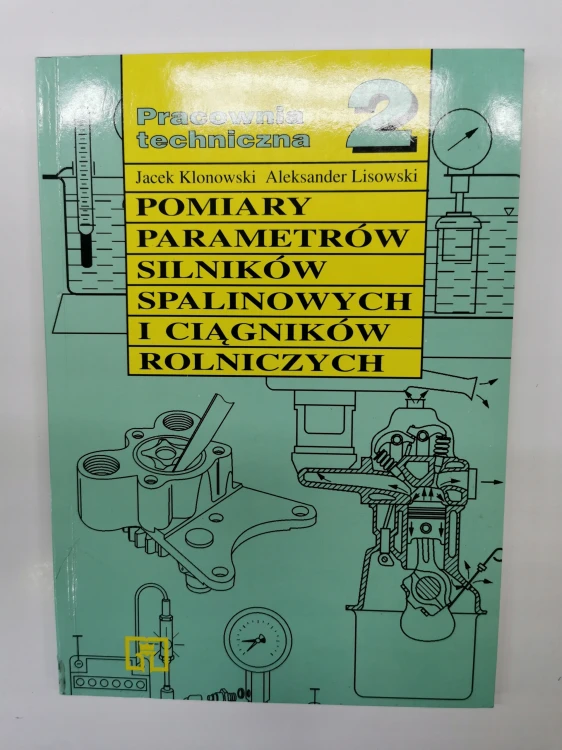 Pracownia
techniczna 2
Jacek Klonowski Aleksander Lisowski
POMIARY
PARAMETRÓW
SILNIKÓW
SPALINOWYCH
I CIĄGNIKÓW
ROLNICZYCH